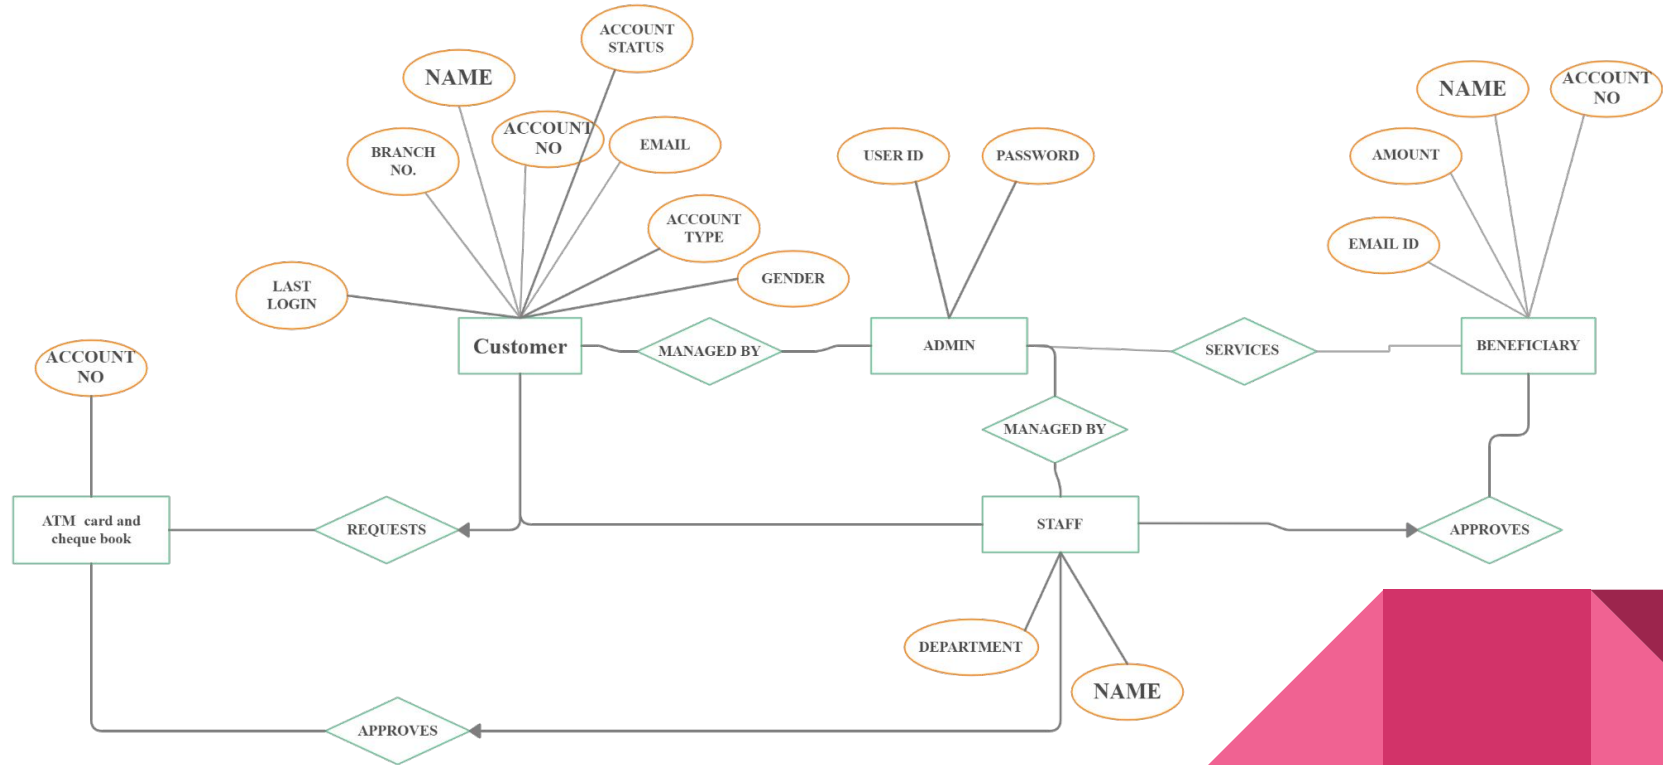 ACCOUNT
STATUS
NAME
ACCOUNT
NO
EMAIL
BRANCH
NO.
ACCOUNT
TYPE
GENDER
LAST
LOGIN
USER ID
PASSWORD
NAME
ACCOUNT
NO
AMOUNT
EMAIL ID
Customer
MANAGED BY
ADMIN
SERVICES
BENEFICIARY
ACCOUNT
NO
MANAGED BY
ATM card and
cheque book
REQUESTS
STAFF
APPROVES
DEPARTMENT
NAME
APPROVES